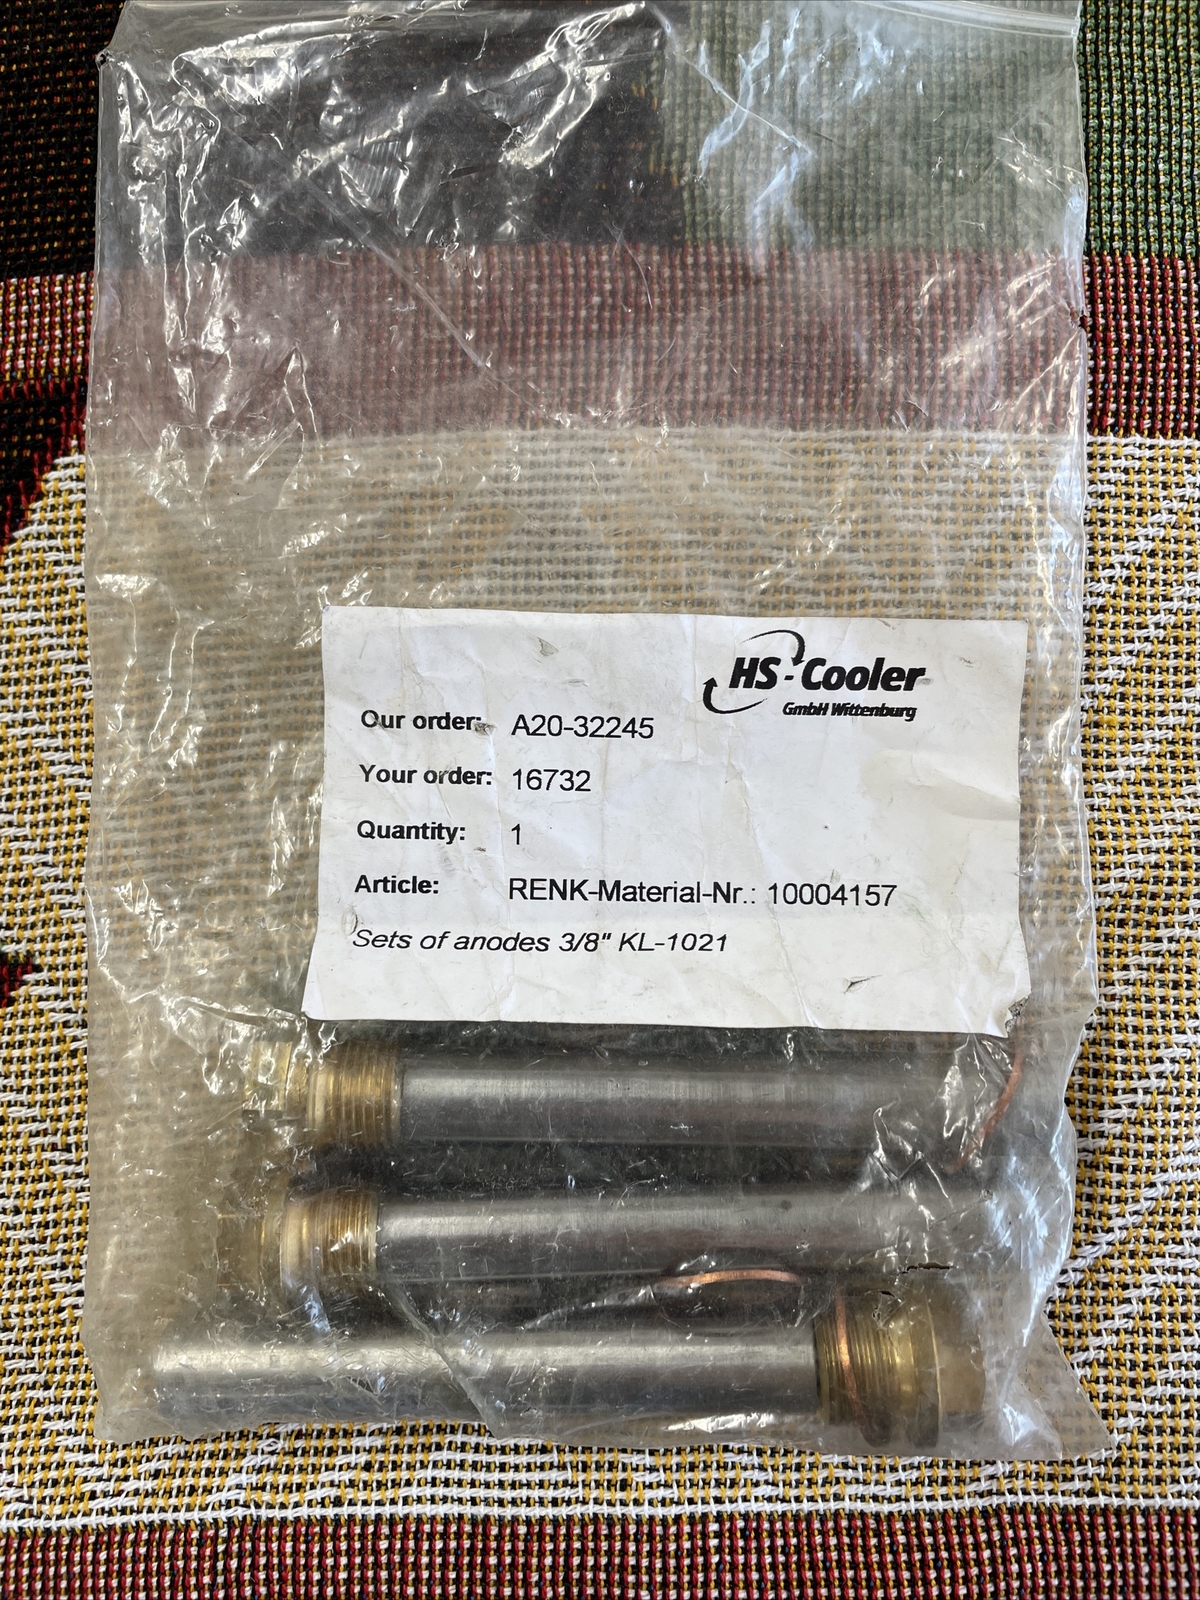 HS-Cooler
GmbH Wittenburg
Our order: A20-32245
Your order: 16732
Quantity: 1
Article: RENK-Material-Nr.: 10004157
Sets of anodes 3/8" KL-1021